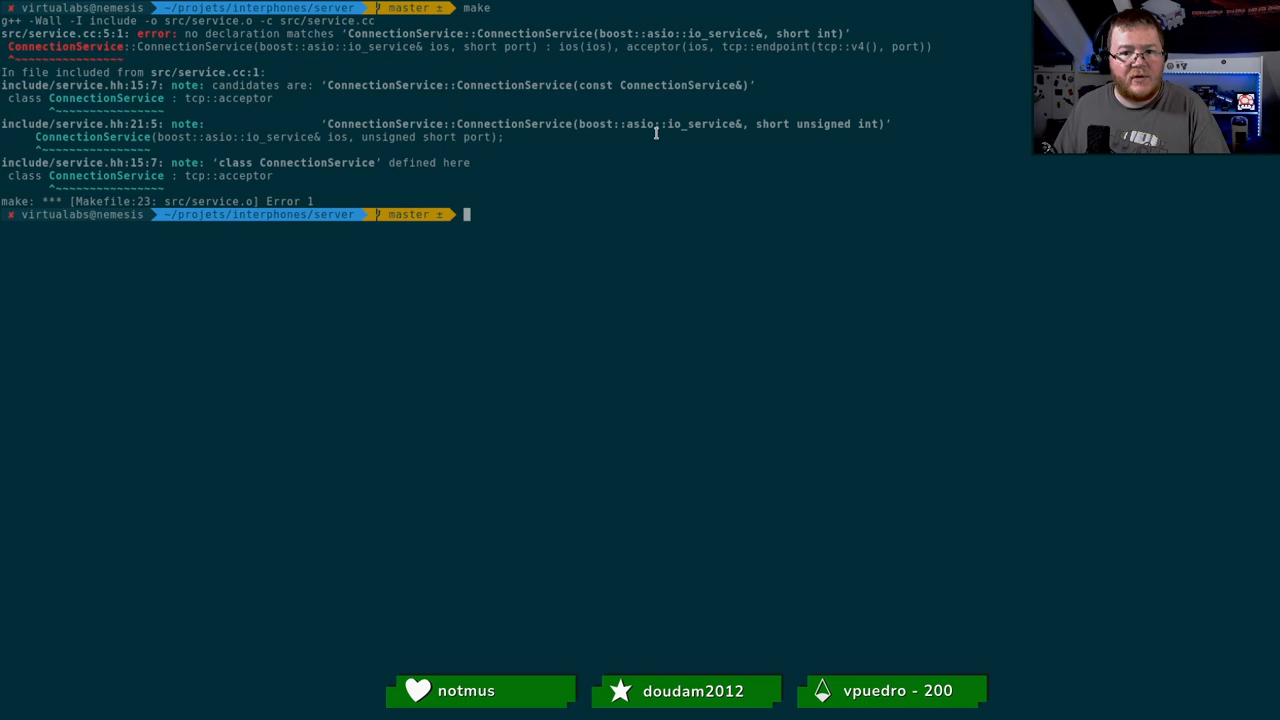 ✘ virtualabs@nemesis ~/projets/interphones/server master ± make
g++ -Wall -I include -o src/service.o -c src/service.cc
src/service.cc:5:1: error: no declaration matches ‘ConnectionService::ConnectionService(boost::asio::io_service&, short int)’
ConnectionService::ConnectionService(boost::asio::io_service& ios, short port) : ios(ios), acceptor(ios, tcp::endpoint(tcp::v4(), port))
^~~~~~~~~~~~~~~~~
In file included from src/service.cc:1:
include/service.hh:15:7: note: candidates are: ‘ConnectionService::ConnectionService(const ConnectionService&)’
class ConnectionService : tcp::acceptor
^~~~~~~~~~~~~~~~~
include/service.hh:21:5: note: ‘ConnectionService::ConnectionService(boost::asio::io_service&, short unsigned int)’
ConnectionService(boost::asio::io_service& ios, unsigned short port);
^~~~~~~~~~~~~~~~~
include/service.hh:15:7: note: ‘class ConnectionService’ defined here
class ConnectionService : tcp::acceptor
^~~~~~~~~~~~~~~~~
make: *** [Makefile:23: src/service.o] Error 1
✘ virtualabs@nemesis ~/projets/interphones/server master ±
notmus
doudam2012
vpuedro - 200